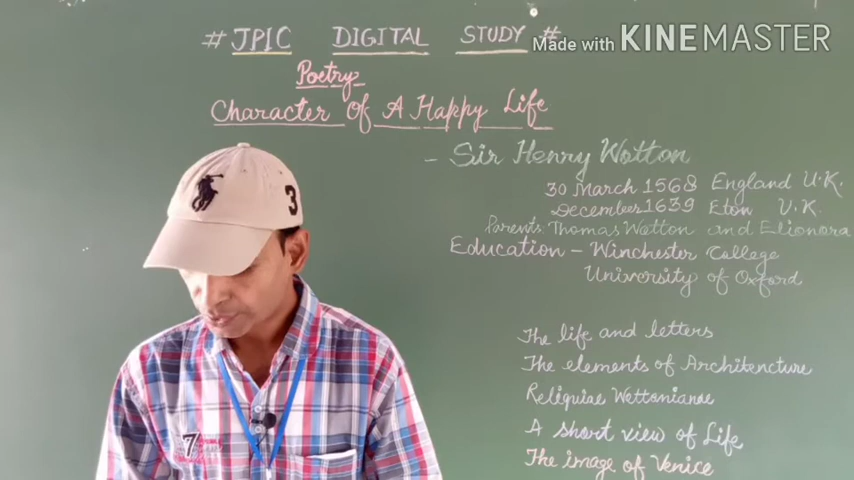 # JPIC DIGITAL STUDY #
Made with KINEMASTER
Poetry
Character Of A Happy Life
- Sir Henry Wotton
30 March 1568 England U.K.
December 1639 Eton U.K.
Parents: Thomas Wotton and Elionora
Education - Winchester College
University of Oxford
The life and letters
The elements of Architencture
Reliquiae Wottonianae
A short view of Life
The image of Venice
3
7